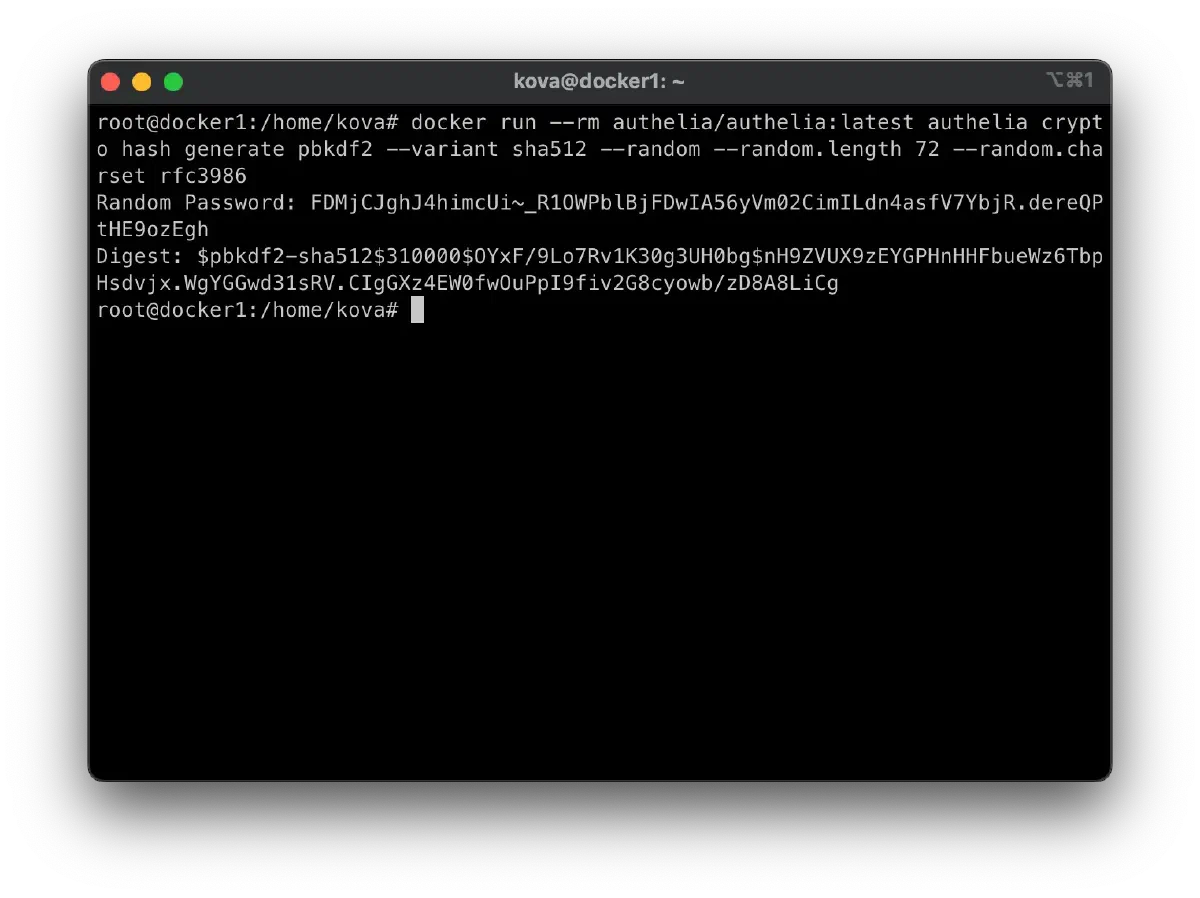 kova@docker1: ~
⌥⌘1
root@docker1:/home/kova# docker run --rm authelia/authelia:latest authelia crypt
o hash generate pbkdf2 --variant sha512 --random --random.length 72 --random.cha
rset rfc3986
Random Password: FDMjCJghJ4himcUi~_R1OWPblBjFDwIA56yVm02CimILdn4asfV7YbjR.dereQP
tHE9ozEgh
Digest: $pbkdf2-sha512$310000$OYxF/9Lo7Rv1K30g3UH0bg$nH9ZVUX9zEYGPHnHHFbueWz6Tbp
Hsdvjx.WgYGGwd31sRV.CIgGXz4EW0fwOuPpI9fiv2G8cyowb/zD8A8LiCg
root@docker1:/home/kova#